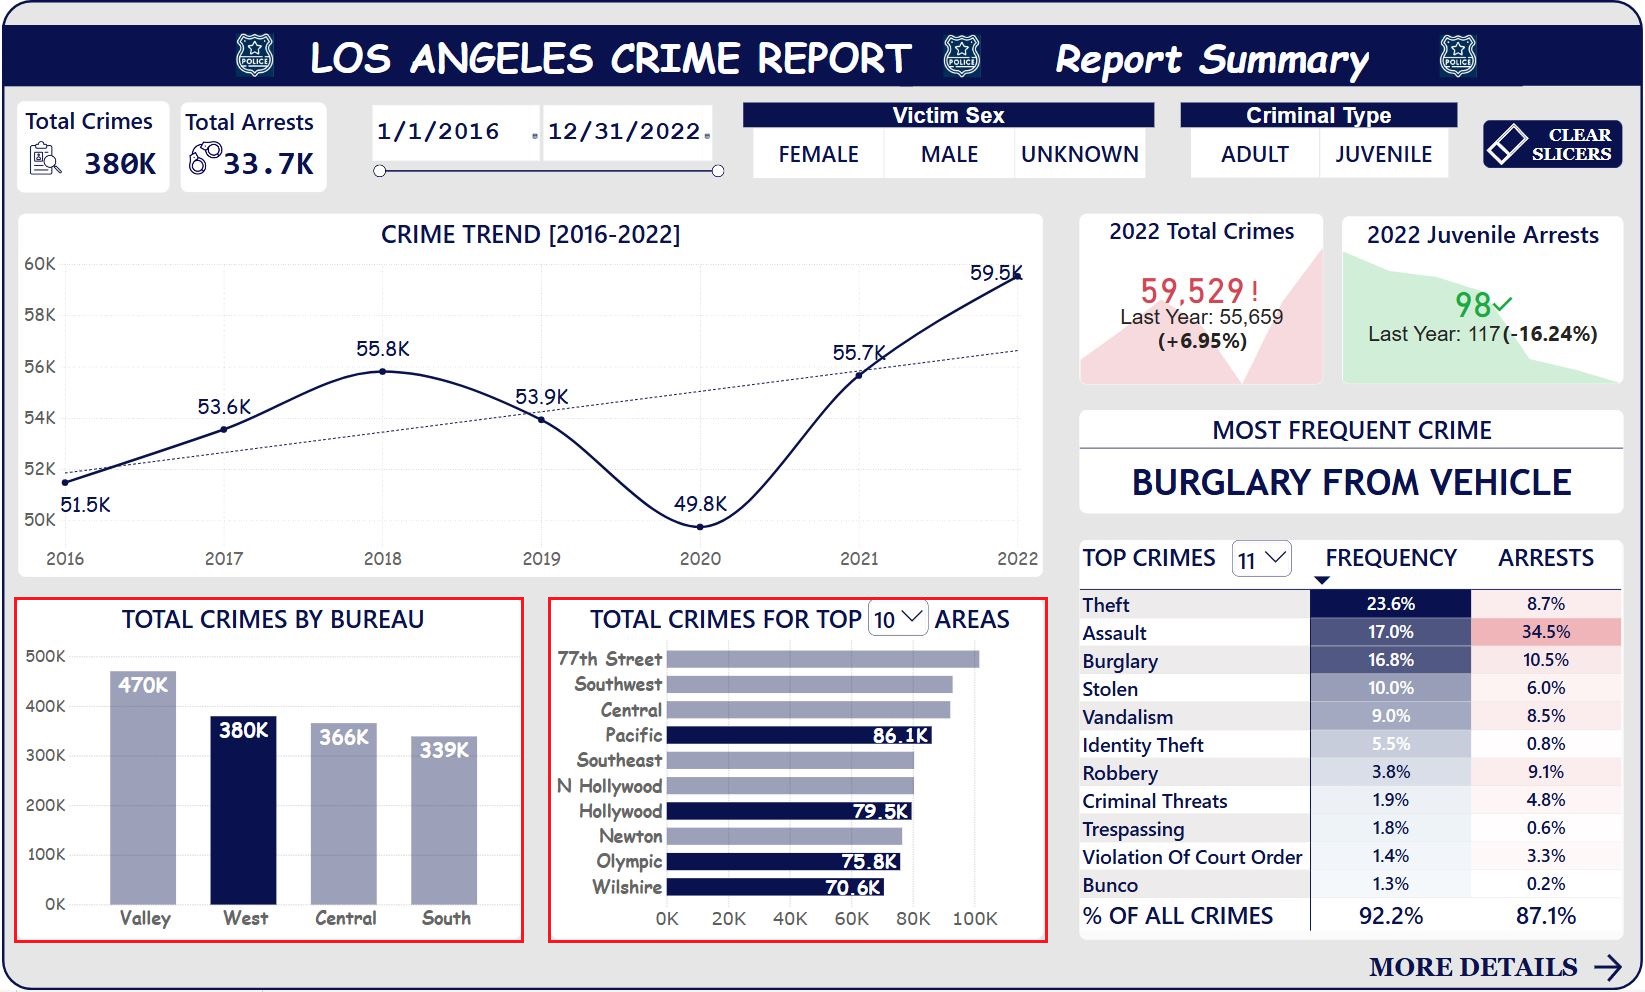 LOS ANGELES CRIME REPORT
Report Summary
POLICE
POLICE
POLICE
Total Crimes
380K
Total Arrests
33.7K
1/1/2016
12/31/2022
Victim Sex
FEMALE MALE UNKNOWN
Criminal Type
ADULT JUVENILE
CLEAR
SLICERS
CRIME TREND [2016-2022]
60K
58K
56K
54K
52K
50K
51.5K
53.6K
55.8K
53.9K
49.8K
55.7K
59.5K
2016 2017 2018 2019 2020 2021 2022
2022 Total Crimes
59,529!
Last Year: 55,659
(+6.95%)
2022 Juvenile Arrests
98
Last Year: 117(-16.24%)
MOST FREQUENT CRIME
BURGLARY FROM VEHICLE
TOTAL CRIMES BY BUREAU
500K
400K
300K
200K
100K
0K
470K
380K
366K
339K
Valley West Central South
TOTAL CRIMES FOR TOP 10 AREAS
77th Street
Southwest
Central
Pacific 86.1K
Southeast
N Hollywood
Hollywood 79.5K
Newton
Olympic 75.8K
Wilshire 70.6K
0K 20K 40K 60K 80K 100K
TOP CRIMES 11 FREQUENCY ARRESTS
Theft 23.6% 8.7%
Assault 17.0% 34.5%
Burglary 16.8% 10.5%
Stolen 10.0% 6.0%
Vandalism 9.0% 8.5%
Identity Theft 5.5% 0.8%
Robbery 3.8% 9.1%
Criminal Threats 1.9% 4.8%
Trespassing 1.8% 0.6%
Violation Of Court Order 1.4% 3.3%
Bunco 1.3% 0.2%
% OF ALL CRIMES 92.2% 87.1%
MORE DETAILS